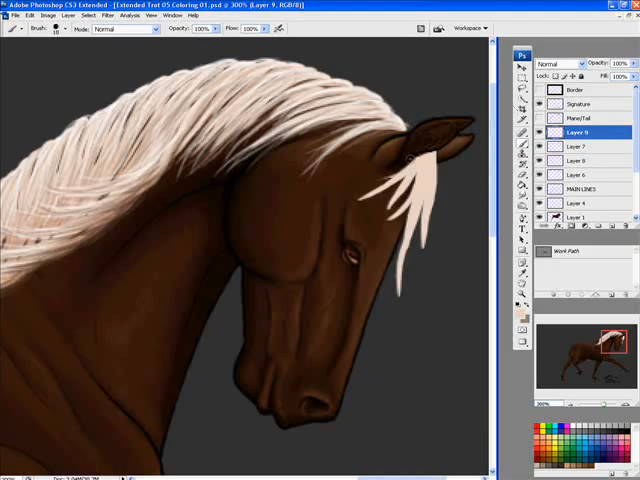 Adobe Photoshop CS3 Extended - [Extended Trot 05 Coloring 01.psd @ 300% (Layer 9, RGB/8)]
File Edit Image Layer Select Filter Analysis View Window Help
Brush: Mode: Normal Opacity: 100% Flow: 100% Workspace
Ps
Normal Opacity: 100%
Lock: Fill: 100%
Border
Signature
Mane/Tail
Layer 9
Layer 7
Layer 8
Layer 6
MAIN LINES
Layer 4
Layer 1
Work Path
300%
300%